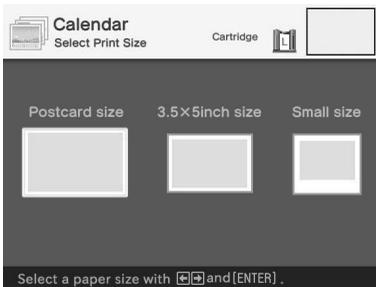 Calendar
Select Print Size
Cartridge
L
Postcard size
3.5×5inch size
Small size
Select a paper size with ←→ and [ENTER] .